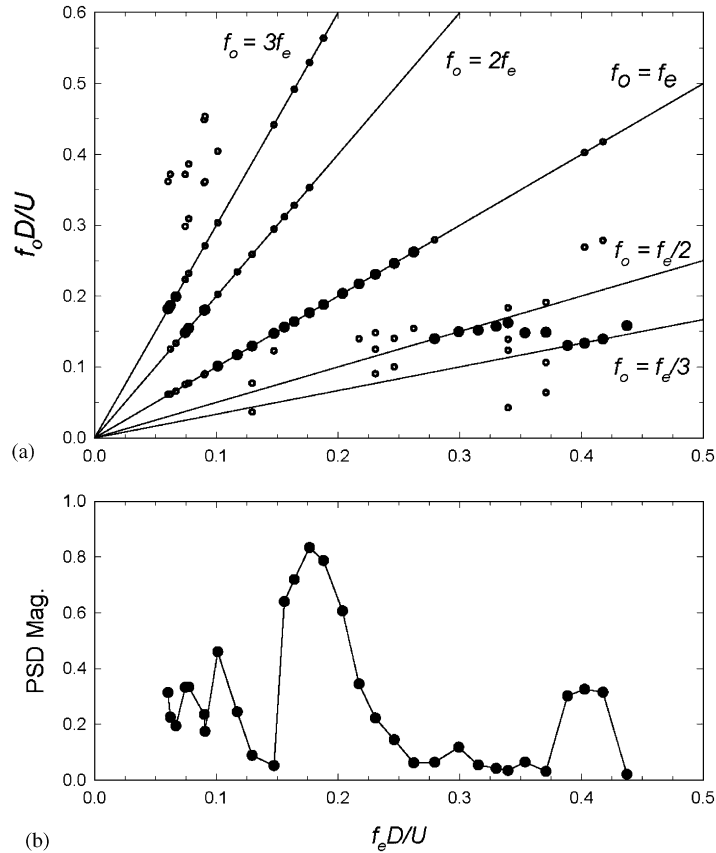 0.6
0.5
0.4
0.3
0.2
0.1
0.0
f_oD/U
f_o = 3f_e
f_o = 2f_e
f_o = f_e
f_o = f_e/2
f_o = f_e/3
0.0 0.1 0.2 0.3 0.4 0.5
(a)
1.0
0.8
0.6
0.4
0.2
0.0
PSD Mag.
0.0 0.1 0.2 0.3 0.4 0.5
(b)
f_eD/U